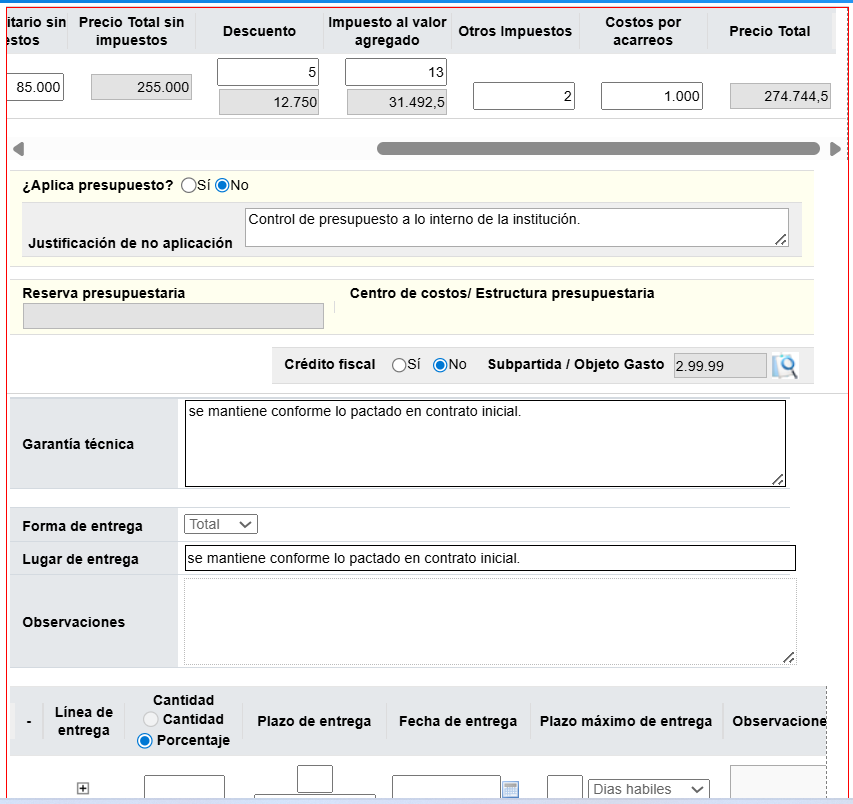 itario sin Precio Total sin Descuento Impuesto al valor Otros Impuestos Costos por Precio Total
estos impuestos agregado acarreos
85.000 255.000 5 13 2 1.000 274.744,5
12.750 31.492,5
¿Aplica presupuesto? Sí No
Justificación de no aplicación Control de presupuesto a lo interno de la institución.
Reserva presupuestaria Centro de costos/ Estructura presupuestaria
Crédito fiscal Sí No Subpartida / Objeto Gasto 2.99.99
Garantía técnica se mantiene conforme lo pactado en contrato inicial.
Forma de entrega Total
Lugar de entrega se mantiene conforme lo pactado en contrato inicial.
Observaciones
- Línea de entrega Cantidad Plazo de entrega Fecha de entrega Plazo máximo de entrega Observacione
Cantidad
Porcentaje
Dias habiles